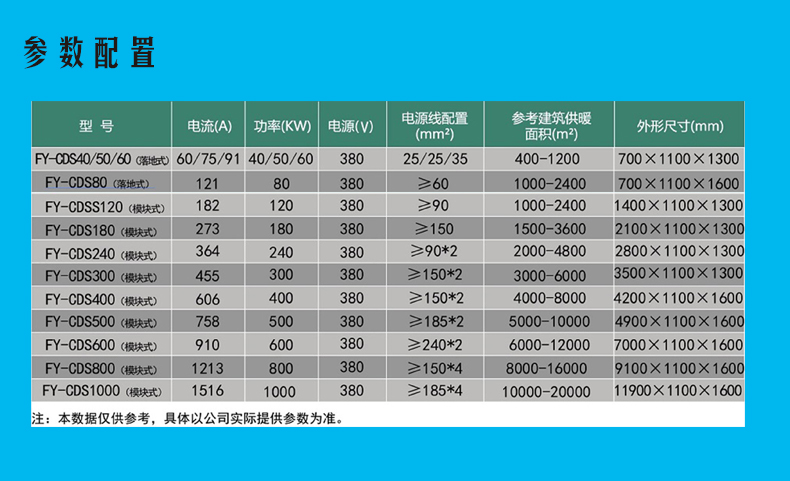 参数配置
型 号 电流(A) 功率(KW) 电源(V) 电源线配置(mm²) 参考建筑供暖面积(m²) 外形尺寸(mm)
FY-CDS40/50/60（落地式） 60/75/91 40/50/60 380 25/25/35 400-1200 700×1100×1300
FY-CDS80（落地式） 121 80 380 ≥60 1000-2400 700×1100×1600
FY-CDSS120（模块式） 182 120 380 ≥90 1000-2400 1400×1100×1300
FY-CDS180（模块式） 273 180 380 ≥150 1500-3600 2100×1100×1300
FY-CDS240（模块式） 364 240 380 ≥90*2 2000-4800 2800×1100×1300
FY-CDS300（模块式） 455 300 380 ≥150*2 3000-6000 3500×1100×1300
FY-CDS400（模块式） 606 400 380 ≥150*2 4000-8000 4200×1100×1600
FY-CDS500（模块式） 758 500 380 ≥185*2 5000-10000 4900×1100×1600
FY-CDS600（模块式） 910 600 380 ≥240*2 6000-12000 7000×1100×1600
FY-CDS800（模块式） 1213 800 380 ≥150*4 8000-16000 9100×1100×1600
FY-CDS1000（模块式） 1516 1000 380 ≥185*4 10000-20000 11900×1100×1600
注：本数据仅供参考，具体以公司实际提供参数为准。